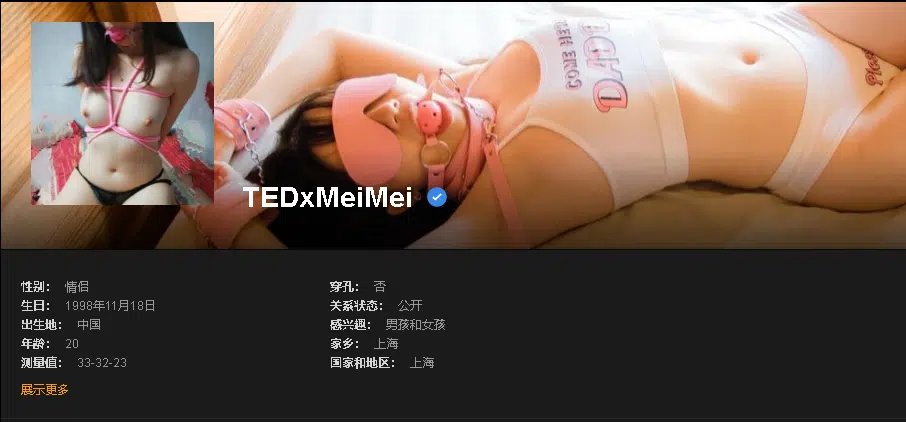 DADDY
TEDxMeiMei
性别： 情侣
生日： 1998年11月18日
出生地： 中国
年龄： 20
测量值： 33-32-23
展示更多
穿孔： 否
关系状态： 公开
感兴趣： 男孩和女孩
家乡： 上海
国家和地区： 上海